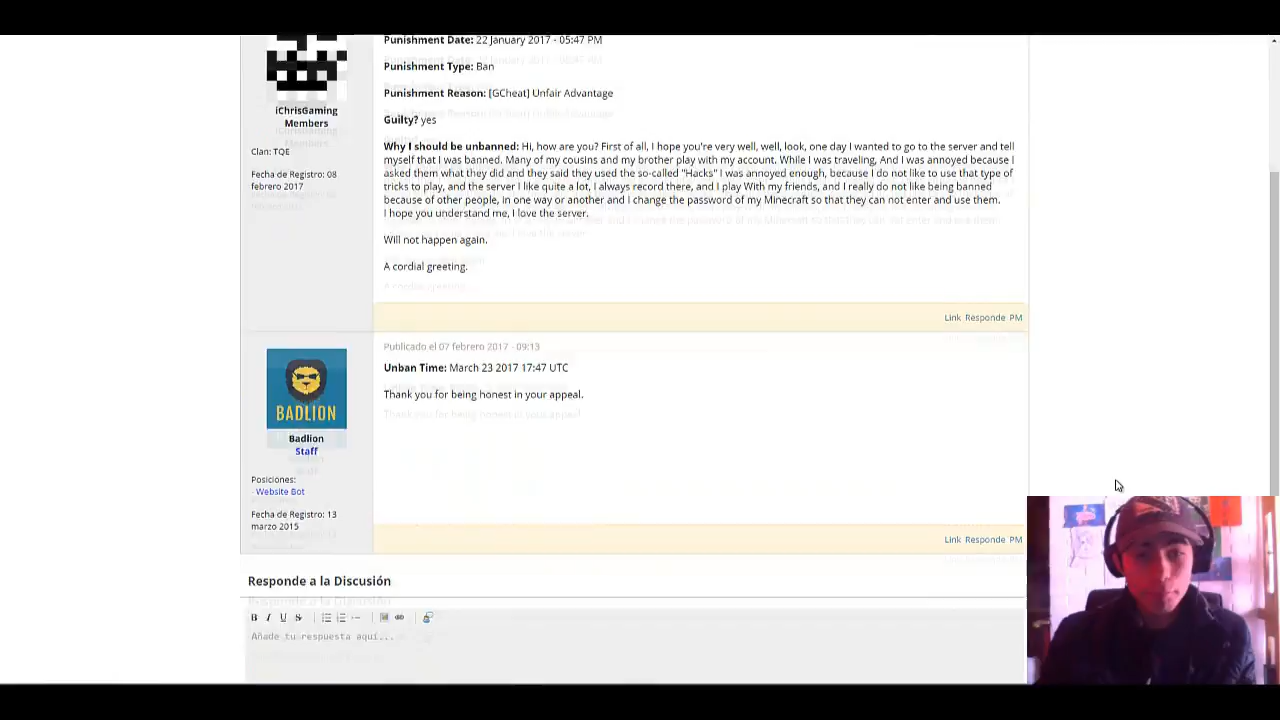 Punishment Date: 22 January 2017 - 05:47 PM
Punishment Type: Ban
Punishment Reason: [GCheat] Unfair Advantage
Guilty? yes
iChrisGaming
Members
Clan: TQE
Fecha de Registro: 08
febrero 2017
Why I should be unbanned: Hi, how are you? First of all, I hope you're very well, well, look, one day I wanted to go to the server and tell
myself that I was banned. Many of my cousins and my brother play with my account. While I was traveling, And I was annoyed because I
asked them what they did and they said they used the so-called "Hacks" I was annoyed enough, because I do not like to use that type of
tricks to play, and the server I like quite a lot, I always record there, and I play With my friends, and I really do not like being banned
because of other people, in one way or another and I change the password of my Minecraft so that they can not enter and use them.
I hope you understand me, I love the server.
Will not happen again.
A cordial greeting.
Link Responde PM
Publicado el 07 febrero 2017 - 09:13
Unban Time: March 23 2017 17:47 UTC
Thank you for being honest in your appeal.
BADLION
Badlion
Staff
Posiciones:
- Website Bot
Fecha de Registro: 13
marzo 2015
Link Responde PM
Responde a la Discusión
B I U S
Añade tu respuesta aquí...